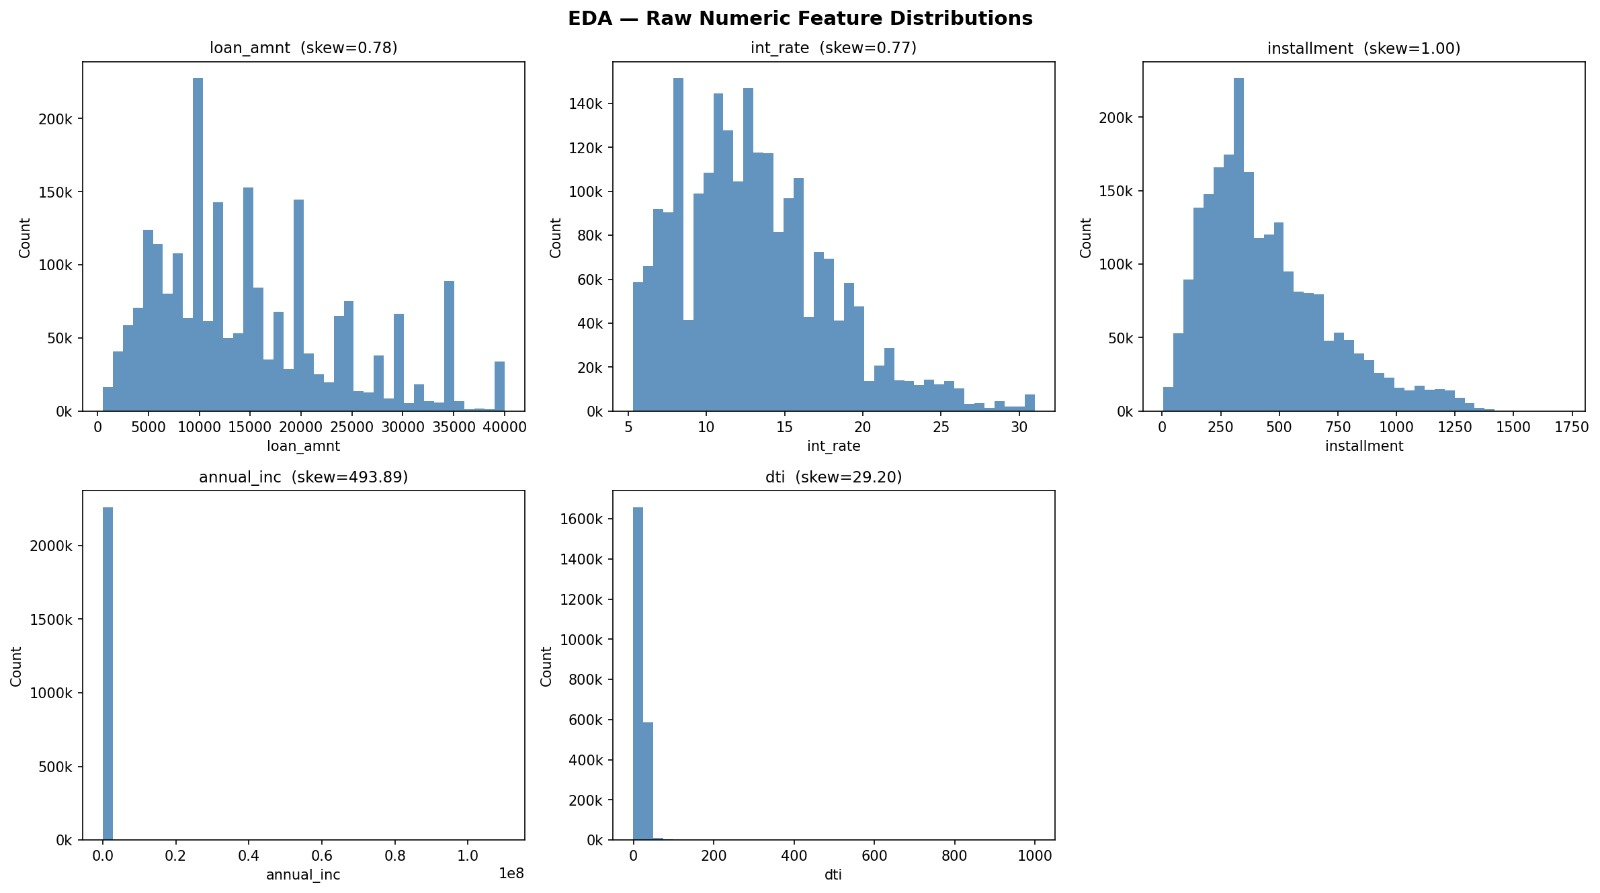 EDA — Raw Numeric Feature Distributions
loan_amnt (skew=0.78)
200k
150k
100k
50k
0k
Count
0 5000 10000 15000 20000 25000 30000 35000 40000
loan_amnt
int_rate (skew=0.77)
140k
120k
100k
80k
60k
40k
20k
0k
Count
5 10 15 20 25 30
int_rate
installment (skew=1.00)
200k
150k
100k
50k
0k
Count
0 250 500 750 1000 1250 1500 1750
installment
annual_inc (skew=493.89)
2000k
1500k
1000k
500k
0k
Count
0.0 0.2 0.4 0.6 0.8 1.0
1e8
annual_inc
dti (skew=29.20)
1600k
1400k
1200k
1000k
800k
600k
400k
200k
0k
Count
0 200 400 600 800 1000
dti